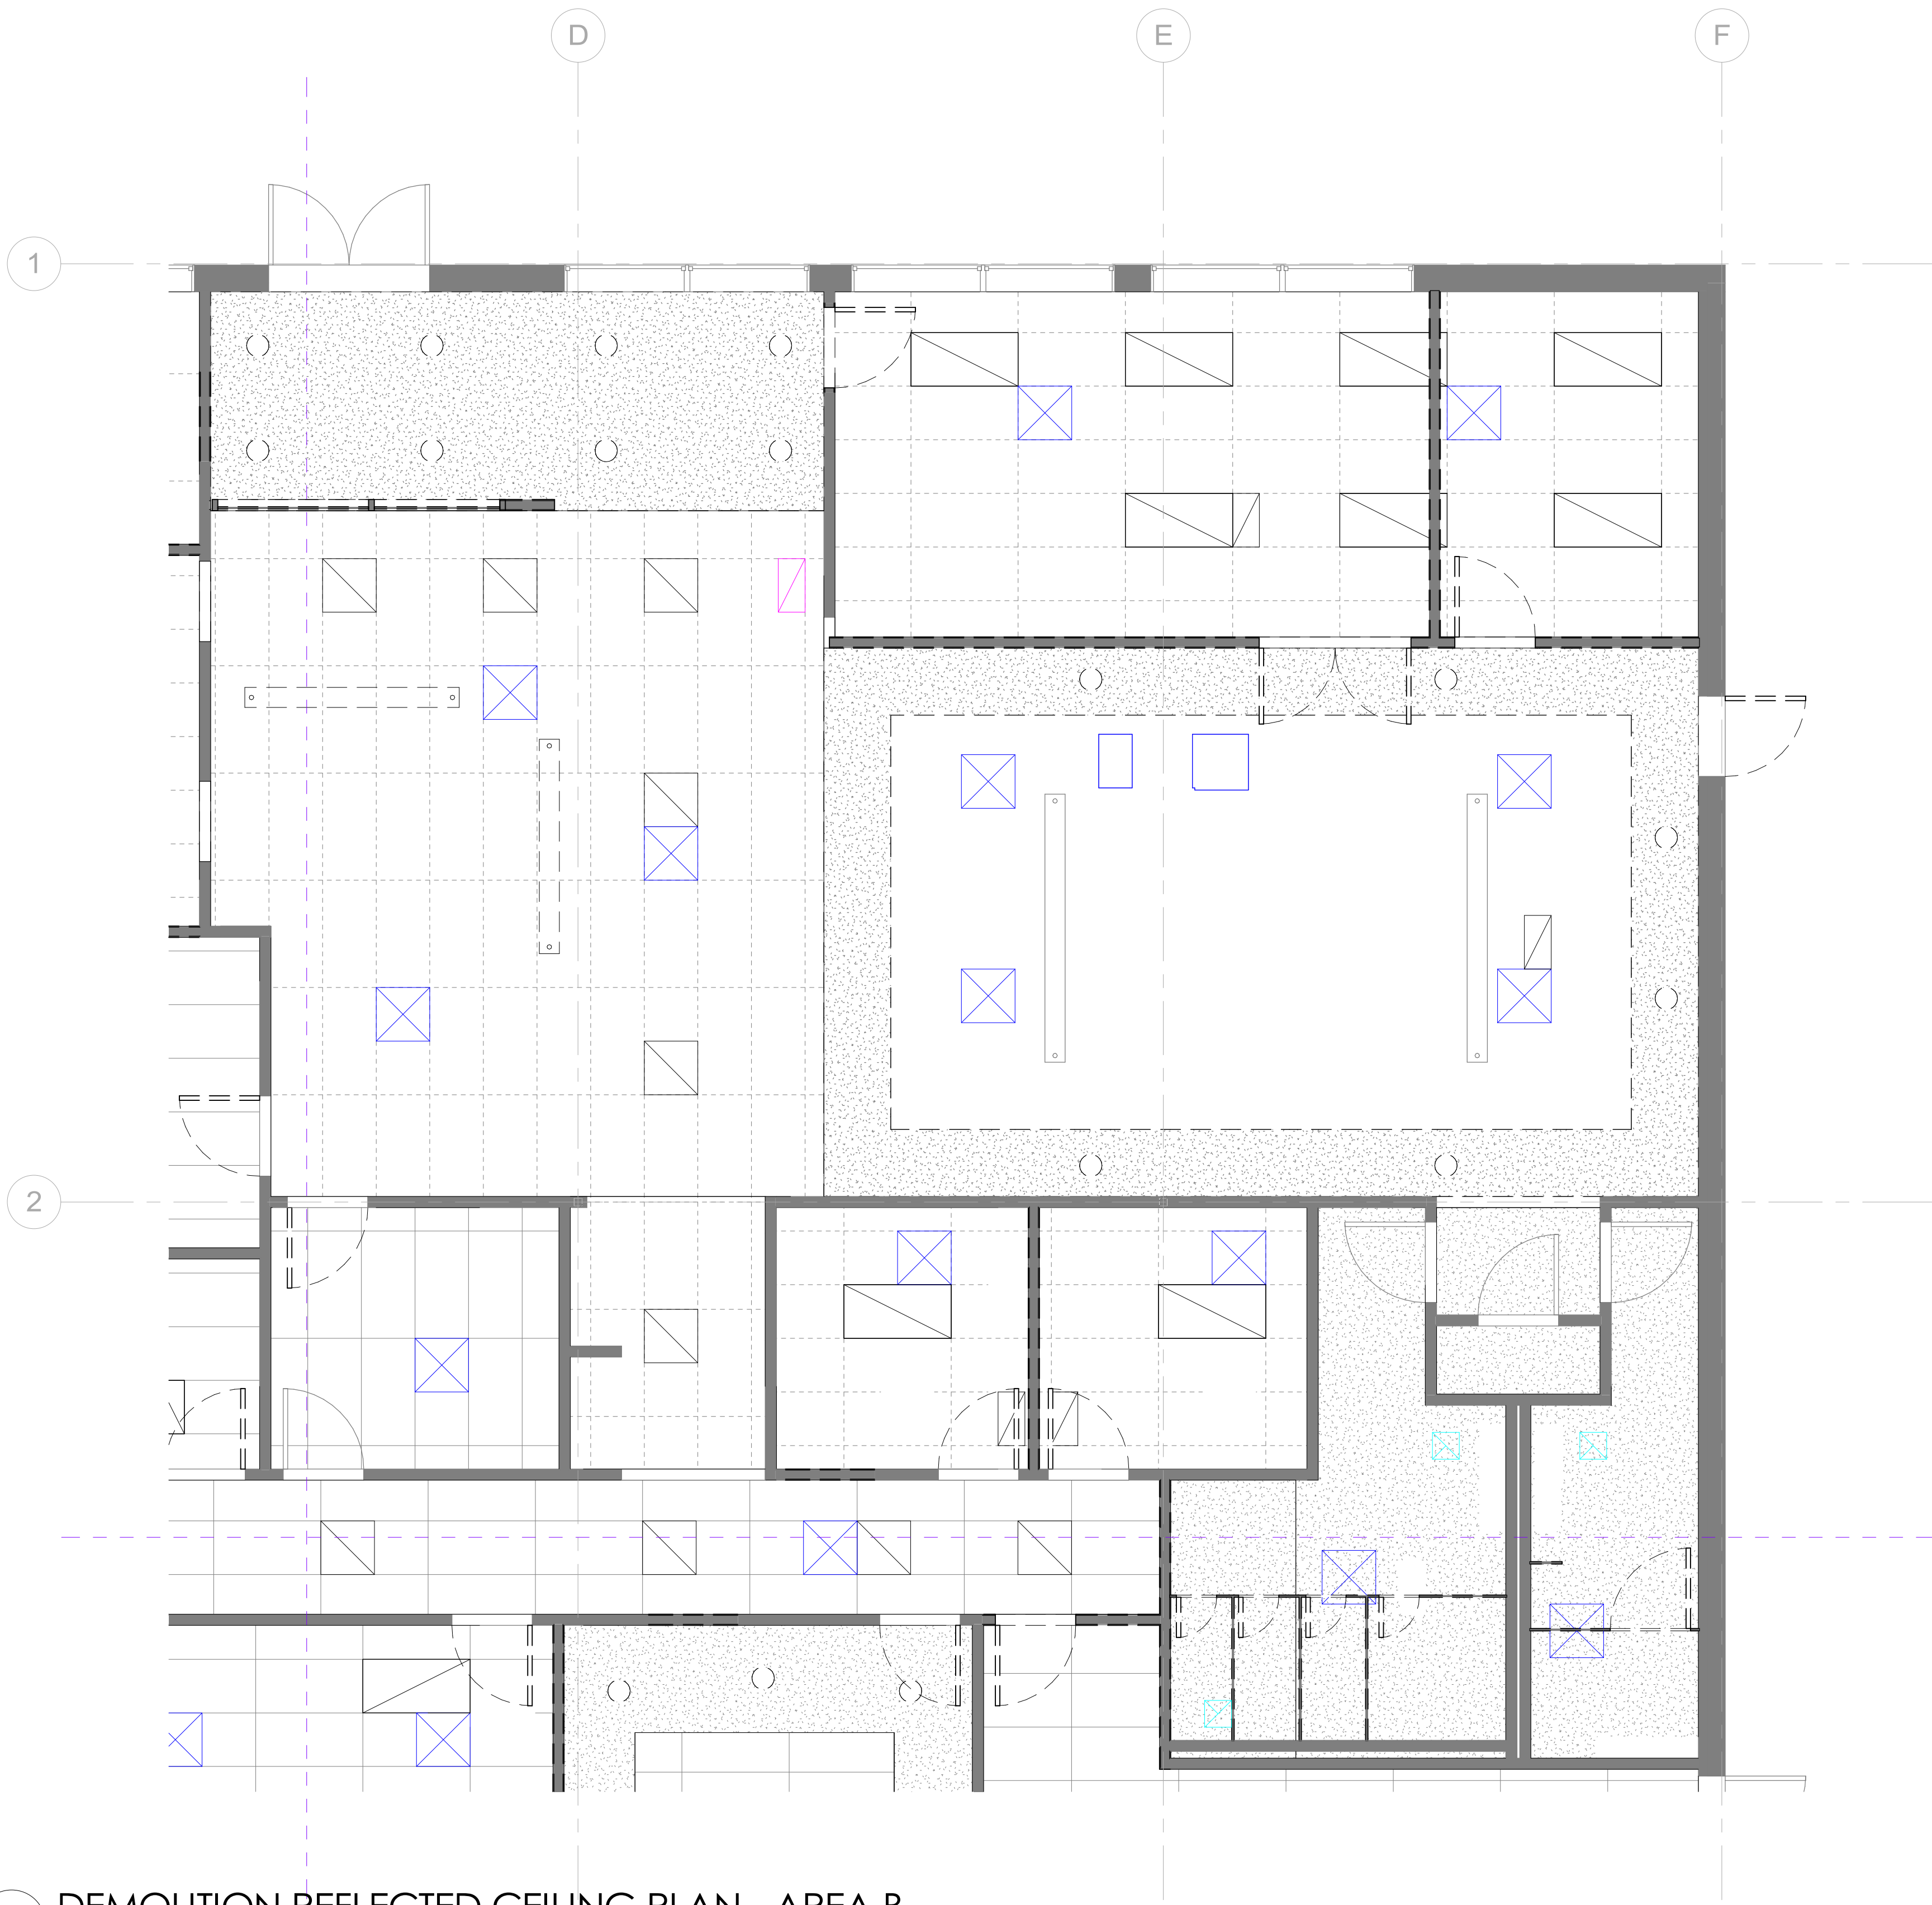 D E F
1
2
DEMOLITION REFLECTED CEILING PLAN - AREA B